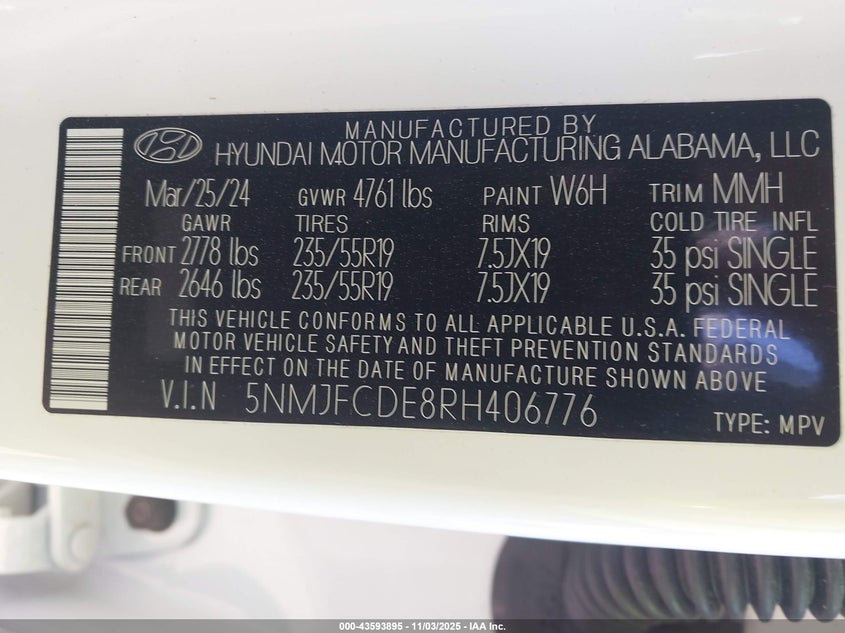 MANUFACTURED BY
HYUNDAI MOTOR MANUFACTURING ALABAMA, LLC
Mar/25/24 GVWR 4761 lbs PAINT W6H TRIM MMH
GAWR TIRES RIMS COLD TIRE INFL
FRONT 2778 lbs 235/55R19 7.5JX19 35 psi SINGLE
REAR 2646 lbs 235/55R19 7.5JX19 35 psi SINGLE
THIS VEHICLE CONFORMS TO ALL APPLICABLE U.S.A. FEDERAL
MOTOR VEHICLE SAFETY AND THEFT PREVENTION STANDARDS
IN EFFECT ON THE DATE OF MANUFACTURE SHOWN ABOVE
V.I.N 5NMJFCDE8RH406776 TYPE: MPV
000-43593895 - 11/03/2025 - IAA Inc.